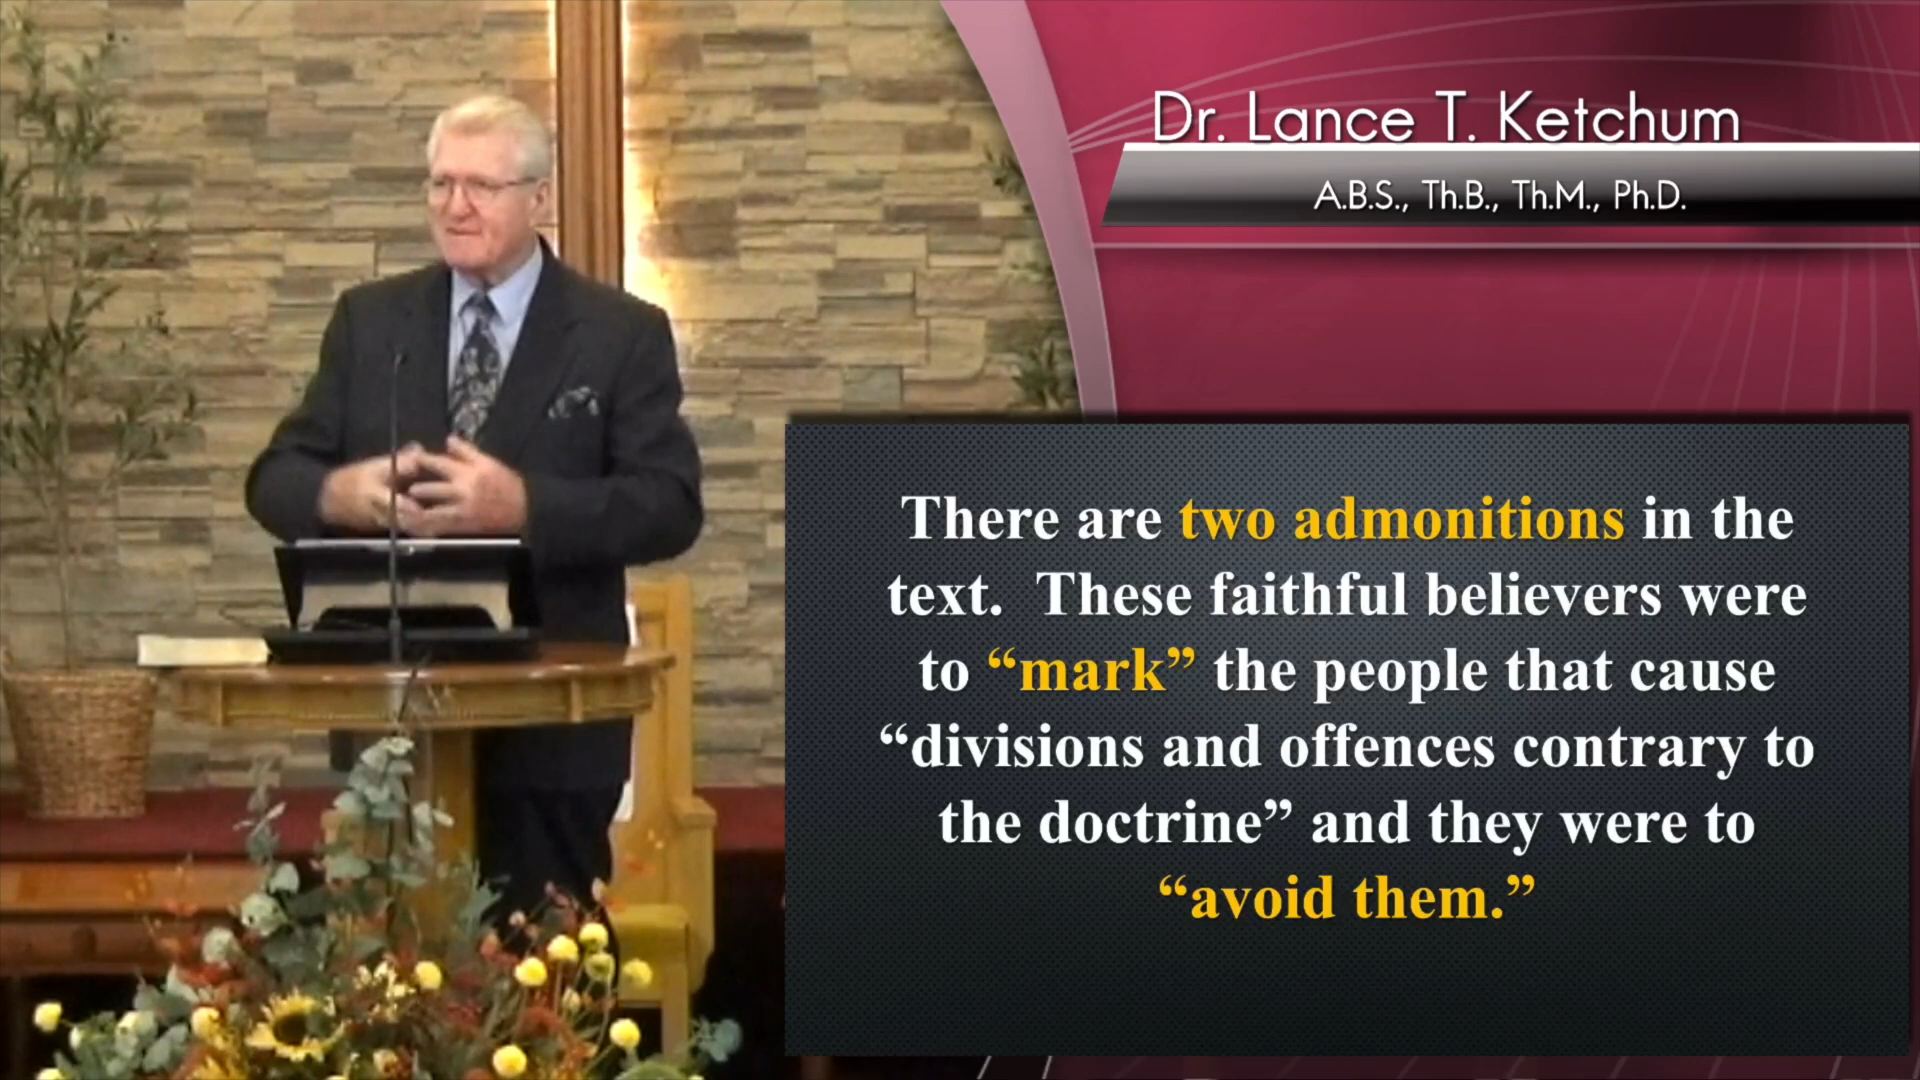 Dr. Lance T. Ketchum
A.B.S., Th.B., Th.M., Ph.D.
There are two admonitions in the
text.  These faithful believers were
to “mark” the people that cause
“divisions and offences contrary to
the doctrine” and they were to
“avoid them.”